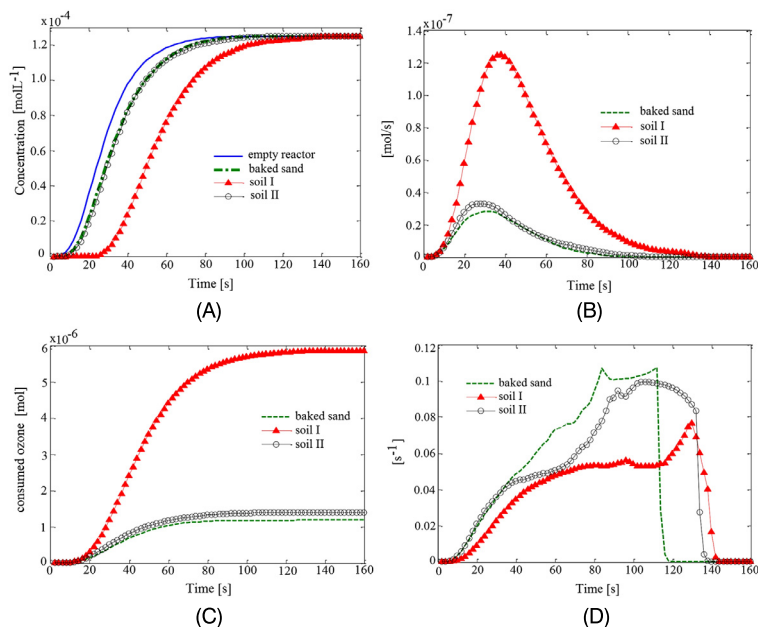 x10-4
Concentration [molL-1]
1.2
0.8
0.4
0
0 20 40 60 80 100 120 140 160
Time [s]
empty reactor
baked sand
soil I
soil II
(A)
x10-7
[mol/s]
1.4
1.2
1.0
0.8
0.6
0.4
0.2
0
0 20 40 60 80 100 120 140 160
Time [s]
baked sand
soil I
soil II
(B)
x10-6
consumed ozone [mol]
6
5
4
3
2
1
0
0 20 40 60 80 100 120 140 160
Time [s]
baked sand
soil I
soil II
(C)
[s-1]
0.12
0.1
0.08
0.06
0.04
0.02
0
0 20 40 60 80 100 120 130 160
Time [s]
baked sand
soil I
soil II
(D)